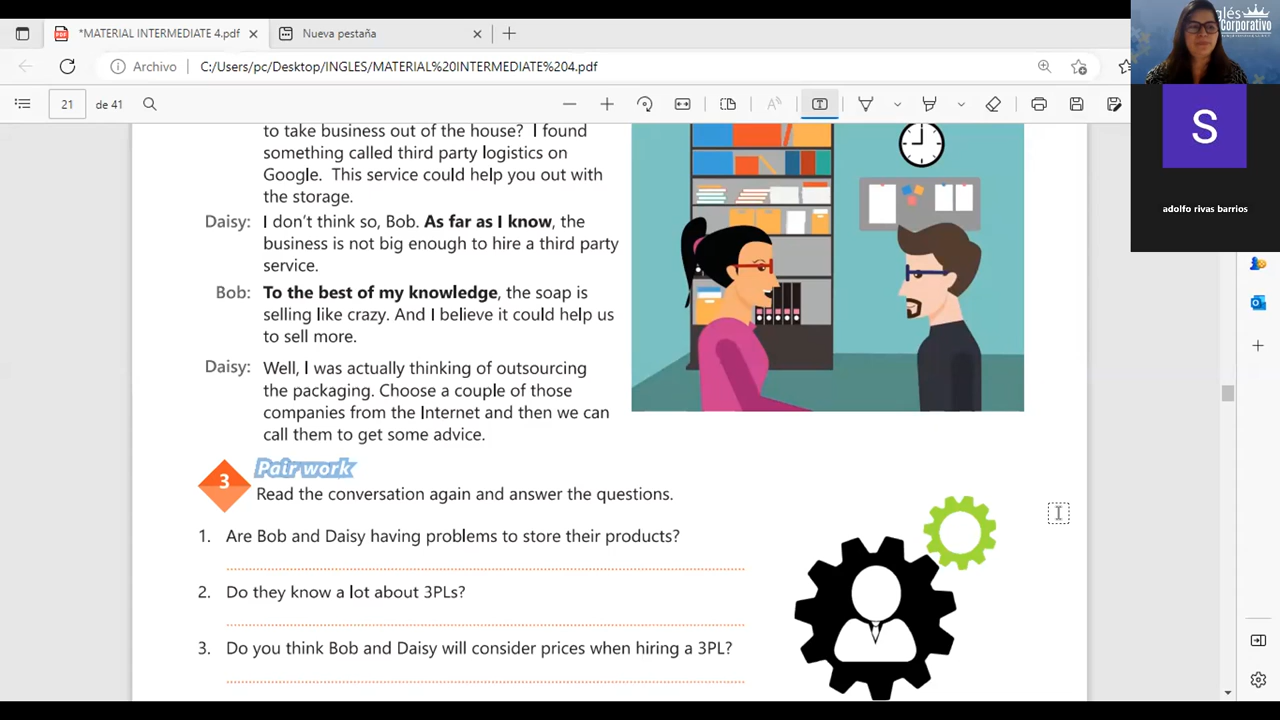 *MATERIAL INTERMEDIATE 4.pdf
Nueva pestaña
Archivo
C:/Users/pc/Desktop/INGLES/MATERIAL%20INTERMEDIATE%204.pdf
21
de 41
to take business out of the house? I found
something called third party logistics on
Google. This service could help you out with
the storage.
Daisy: I don't think so, Bob. As far as I know, the
business is not big enough to hire a third party
service.
Bob: To the best of my knowledge, the soap is
selling like crazy. And I believe it could help us
to sell more.
Daisy: Well, I was actually thinking of outsourcing
the packaging. Choose a couple of those
companies from the Internet and then we can
call them to get some advice.
3
Pair work
Read the conversation again and answer the questions.
1. Are Bob and Daisy having problems to store their products?
2. Do they know a lot about 3PLs?
3. Do you think Bob and Daisy will consider prices when hiring a 3PL?
glés
Corporativo
S
adolfo rivas barrios